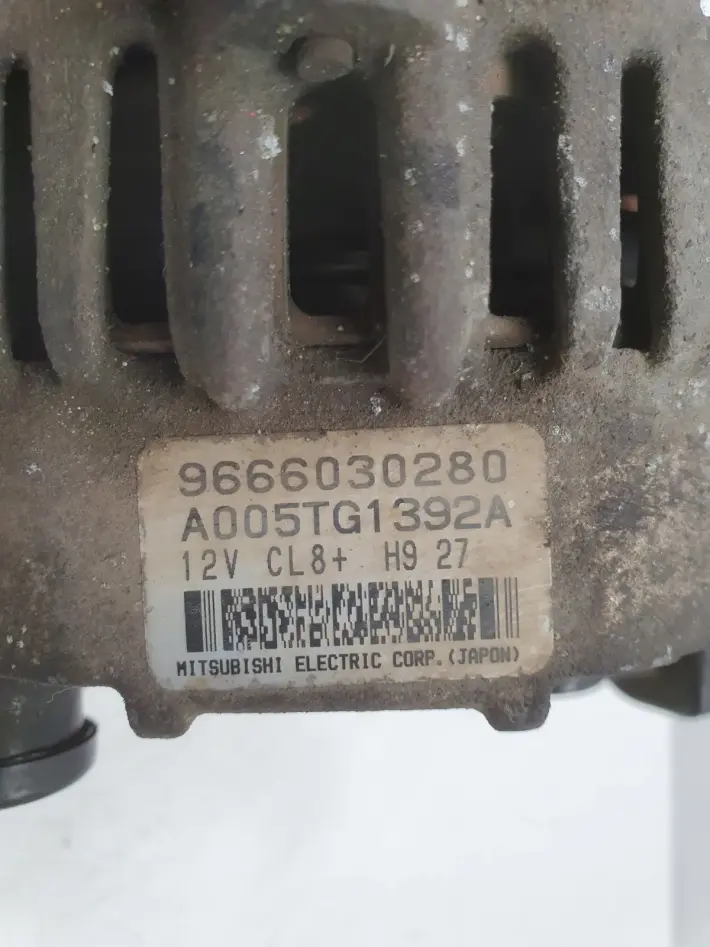 9666030280
A005TG1392A
12V CL8+ H9 27
MITSUBISHI ELECTRIC CORP.(JAPON)